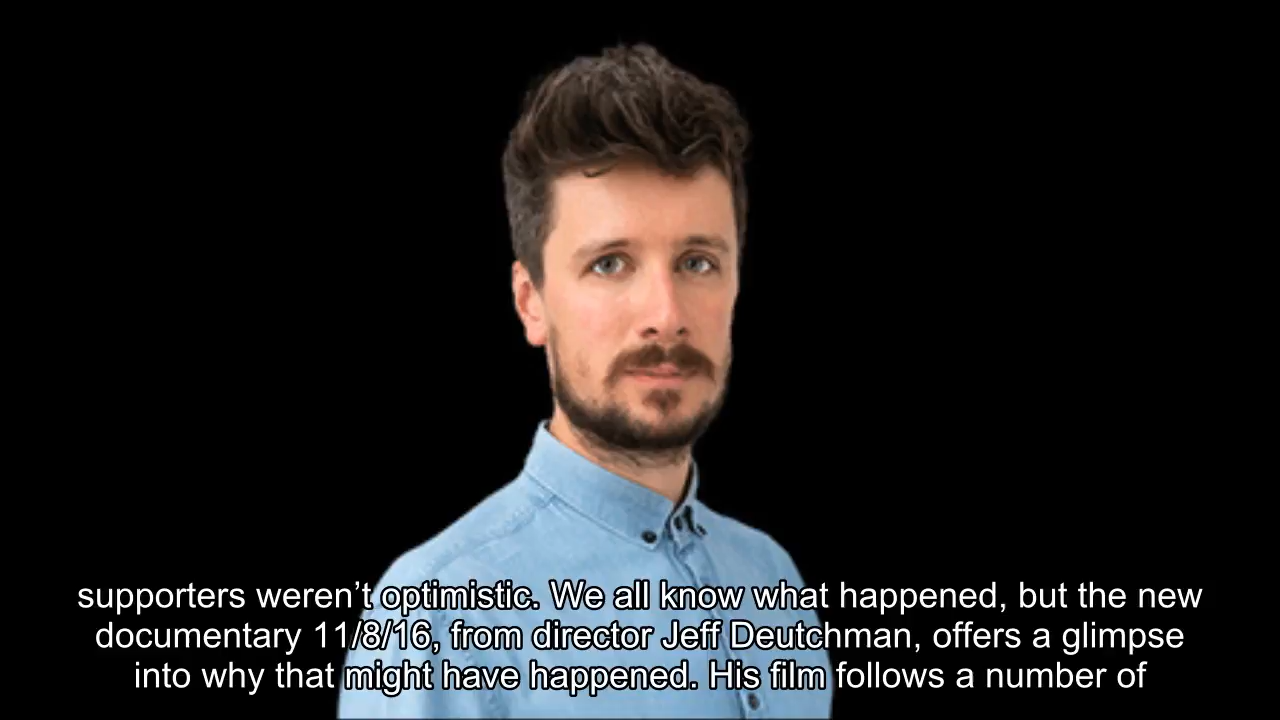 supporters weren’t optimistic. We all know what happened, but the new
documentary 11/8/16, from director Jeff Deutchman, offers a glimpse
into why that might have happened. His film follows a number of